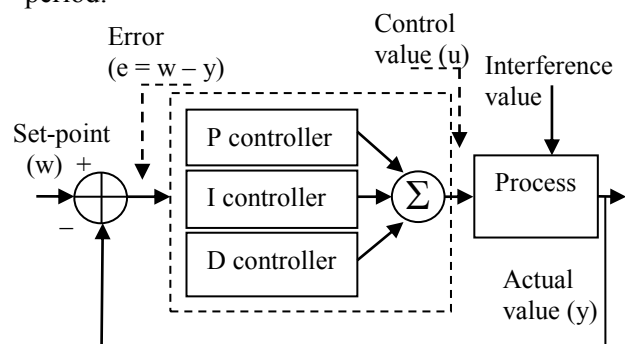 period.
Error
(e = w – y)
Control
value (u)
Interference
value
Set-point
(w)
+
−
P controller
I controller
D controller
Σ
Process
Actual
value (y)